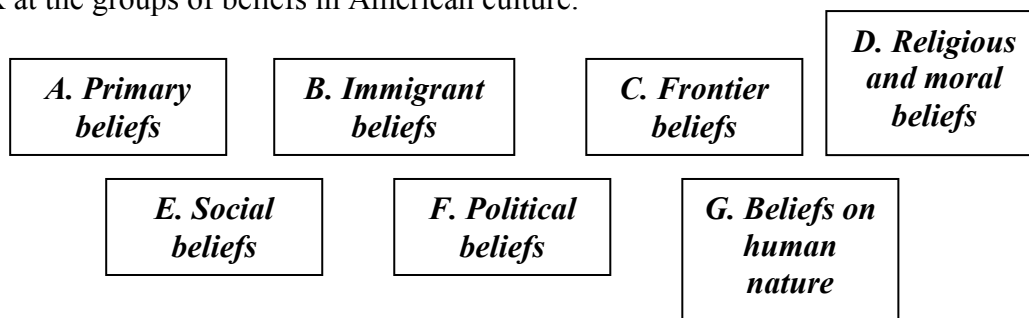 at the groups of beliefs in American culture.
A. Primary
beliefs
B. Immigrant
beliefs
C. Frontier
beliefs
D. Religious
and moral
beliefs
E. Social
beliefs
F. Political
beliefs
G. Beliefs on
human
nature